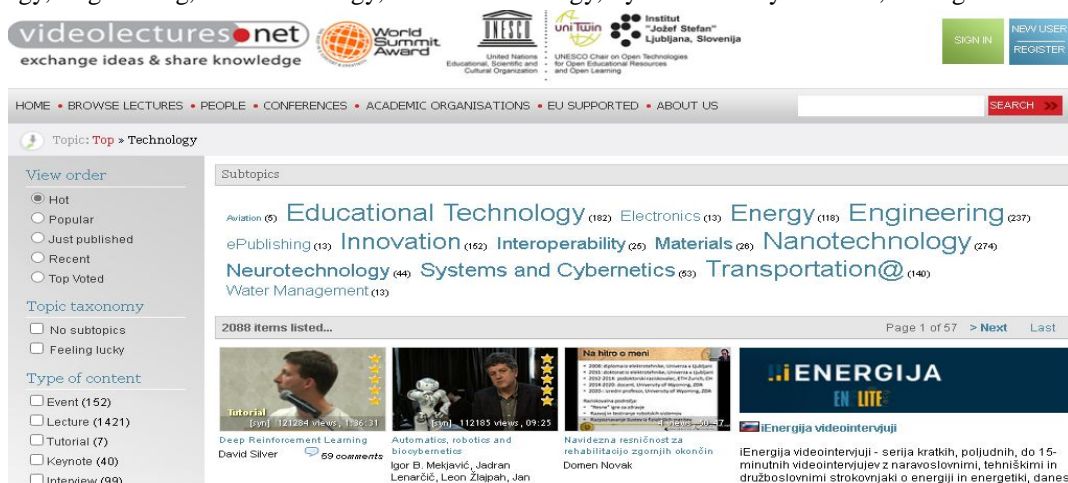 videolectures.net
exchange ideas & share knowledge
World
Summit
Award
UNESCO
United Nations
Educational, Scientific and
Cultural Organization
uni Twin
UNESCO Chair on Open Technologies
for Open Educational Resources
and Open Learning
Institut
"Jožef Stefan"
Ljubljana, Slovenija
SIGN IN
NEW USER
REGISTER
HOME • BROWSE LECTURES • PEOPLE • CONFERENCES • ACADEMIC ORGANISATIONS • EU SUPPORTED • ABOUT US
SEARCH >>
Topic: Top » Technology
View order
Hot
Popular
Just published
Recent
Top Voted
Topic taxonomy
No subtopics
Feeling lucky
Type of content
Event (152)
Lecture (1421)
Tutorial (7)
Keynote (40)
Interview (99)
Subtopics
Aviation (5) Educational Technology (182) Electronics (13) Energy (118) Engineering (237)
ePublishing (13) Innovation (152) Interoperability (25) Materials (26) Nanotechnology (274)
Neurotechnology (44) Systems and Cybernetics (53) Transportation@ (140)
Water Management (13)
2088 items listed...
Page 1 of 57 > Next Last
Tutorial
[syn] 121284 views, 1:36:31
Deep Reinforcement Learning
David Silver 59 comments
[syn] 112185 views, 09:25
Automatics, robotics and
biocybernetics
Igor B. Mekjavić, Jadran
Lenarčič, Leon Žlajpah, Jan
Na hitro o meni
Navidezna resničnost za
rehabilitacijo zgornjih okončin
Domen Novak
iENERGIJA
EN LITE
iEnergija videointervjuji
iEnergija videointervjuji - serija kratkih, poljudnih, do 15-
minutnih videointervjujev z naravoslovnimi, tehniškimi in
družboslovnimi strokovnjaki o energiji in energetiki, danes